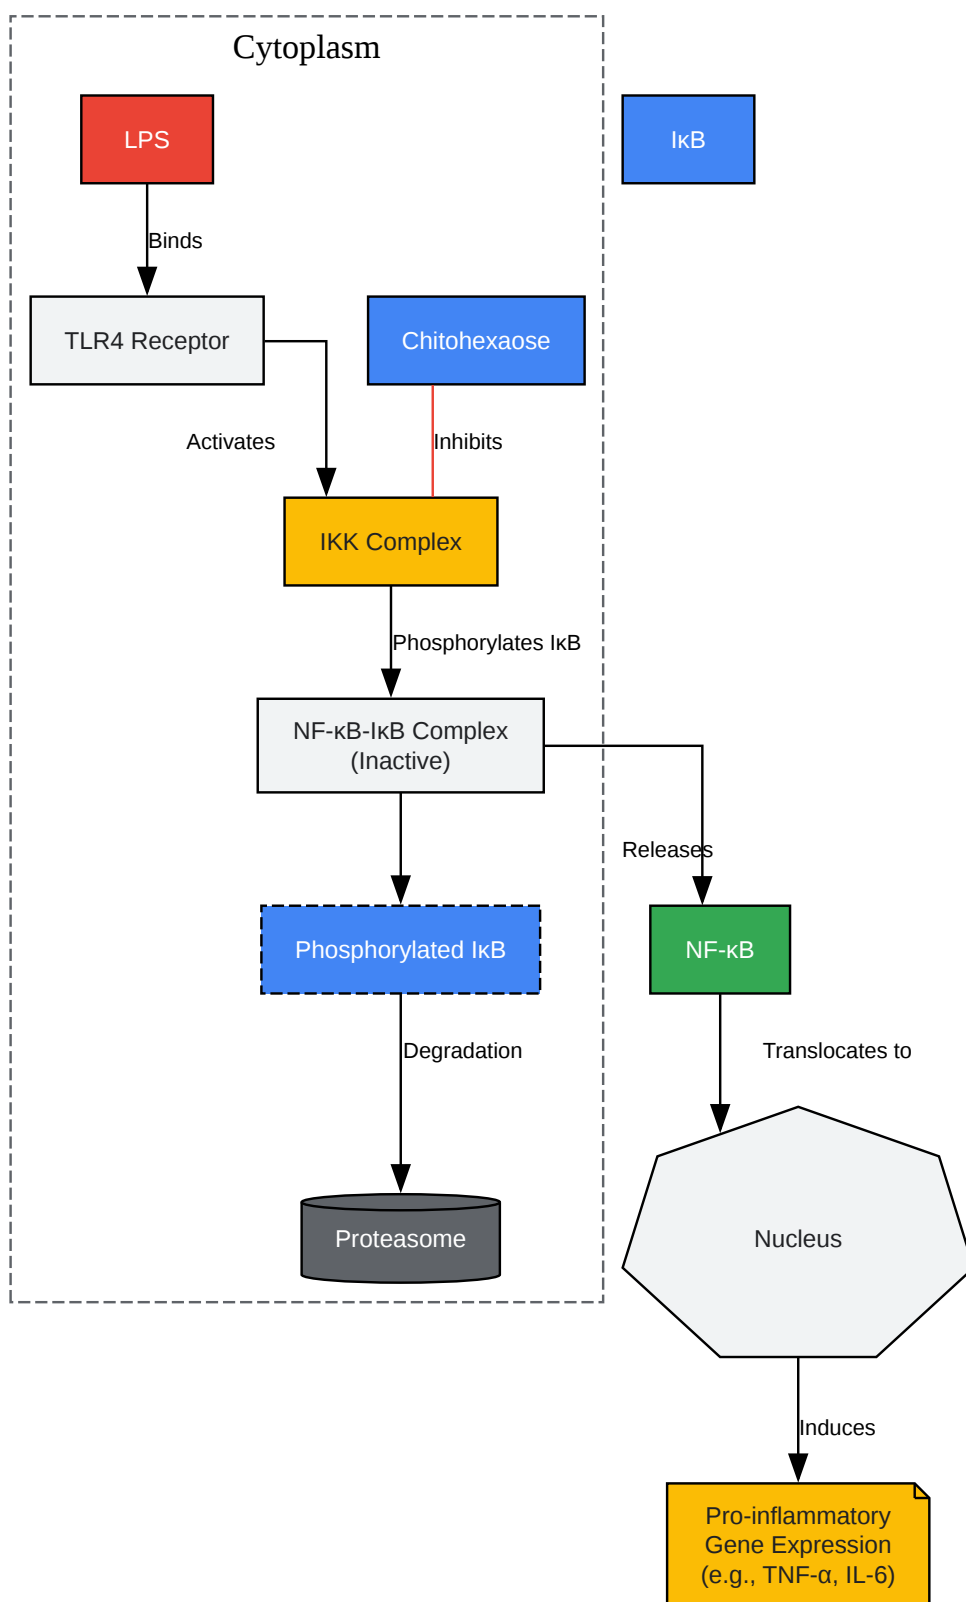 Cytoplasm
LPS
IκB
Binds
TLR4 Receptor
Chitohexaose
Activates
Inhibits
IKK Complex
Phosphorylates IκB
NF-κB-IκB Complex
(Inactive)
Releases
Phosphorylated IκB
NF-κB
Degradation
Translocates to
Proteasome
Nucleus
Induces
Pro-inflammatory
Gene Expression
(e.g., TNF-α, IL-6)